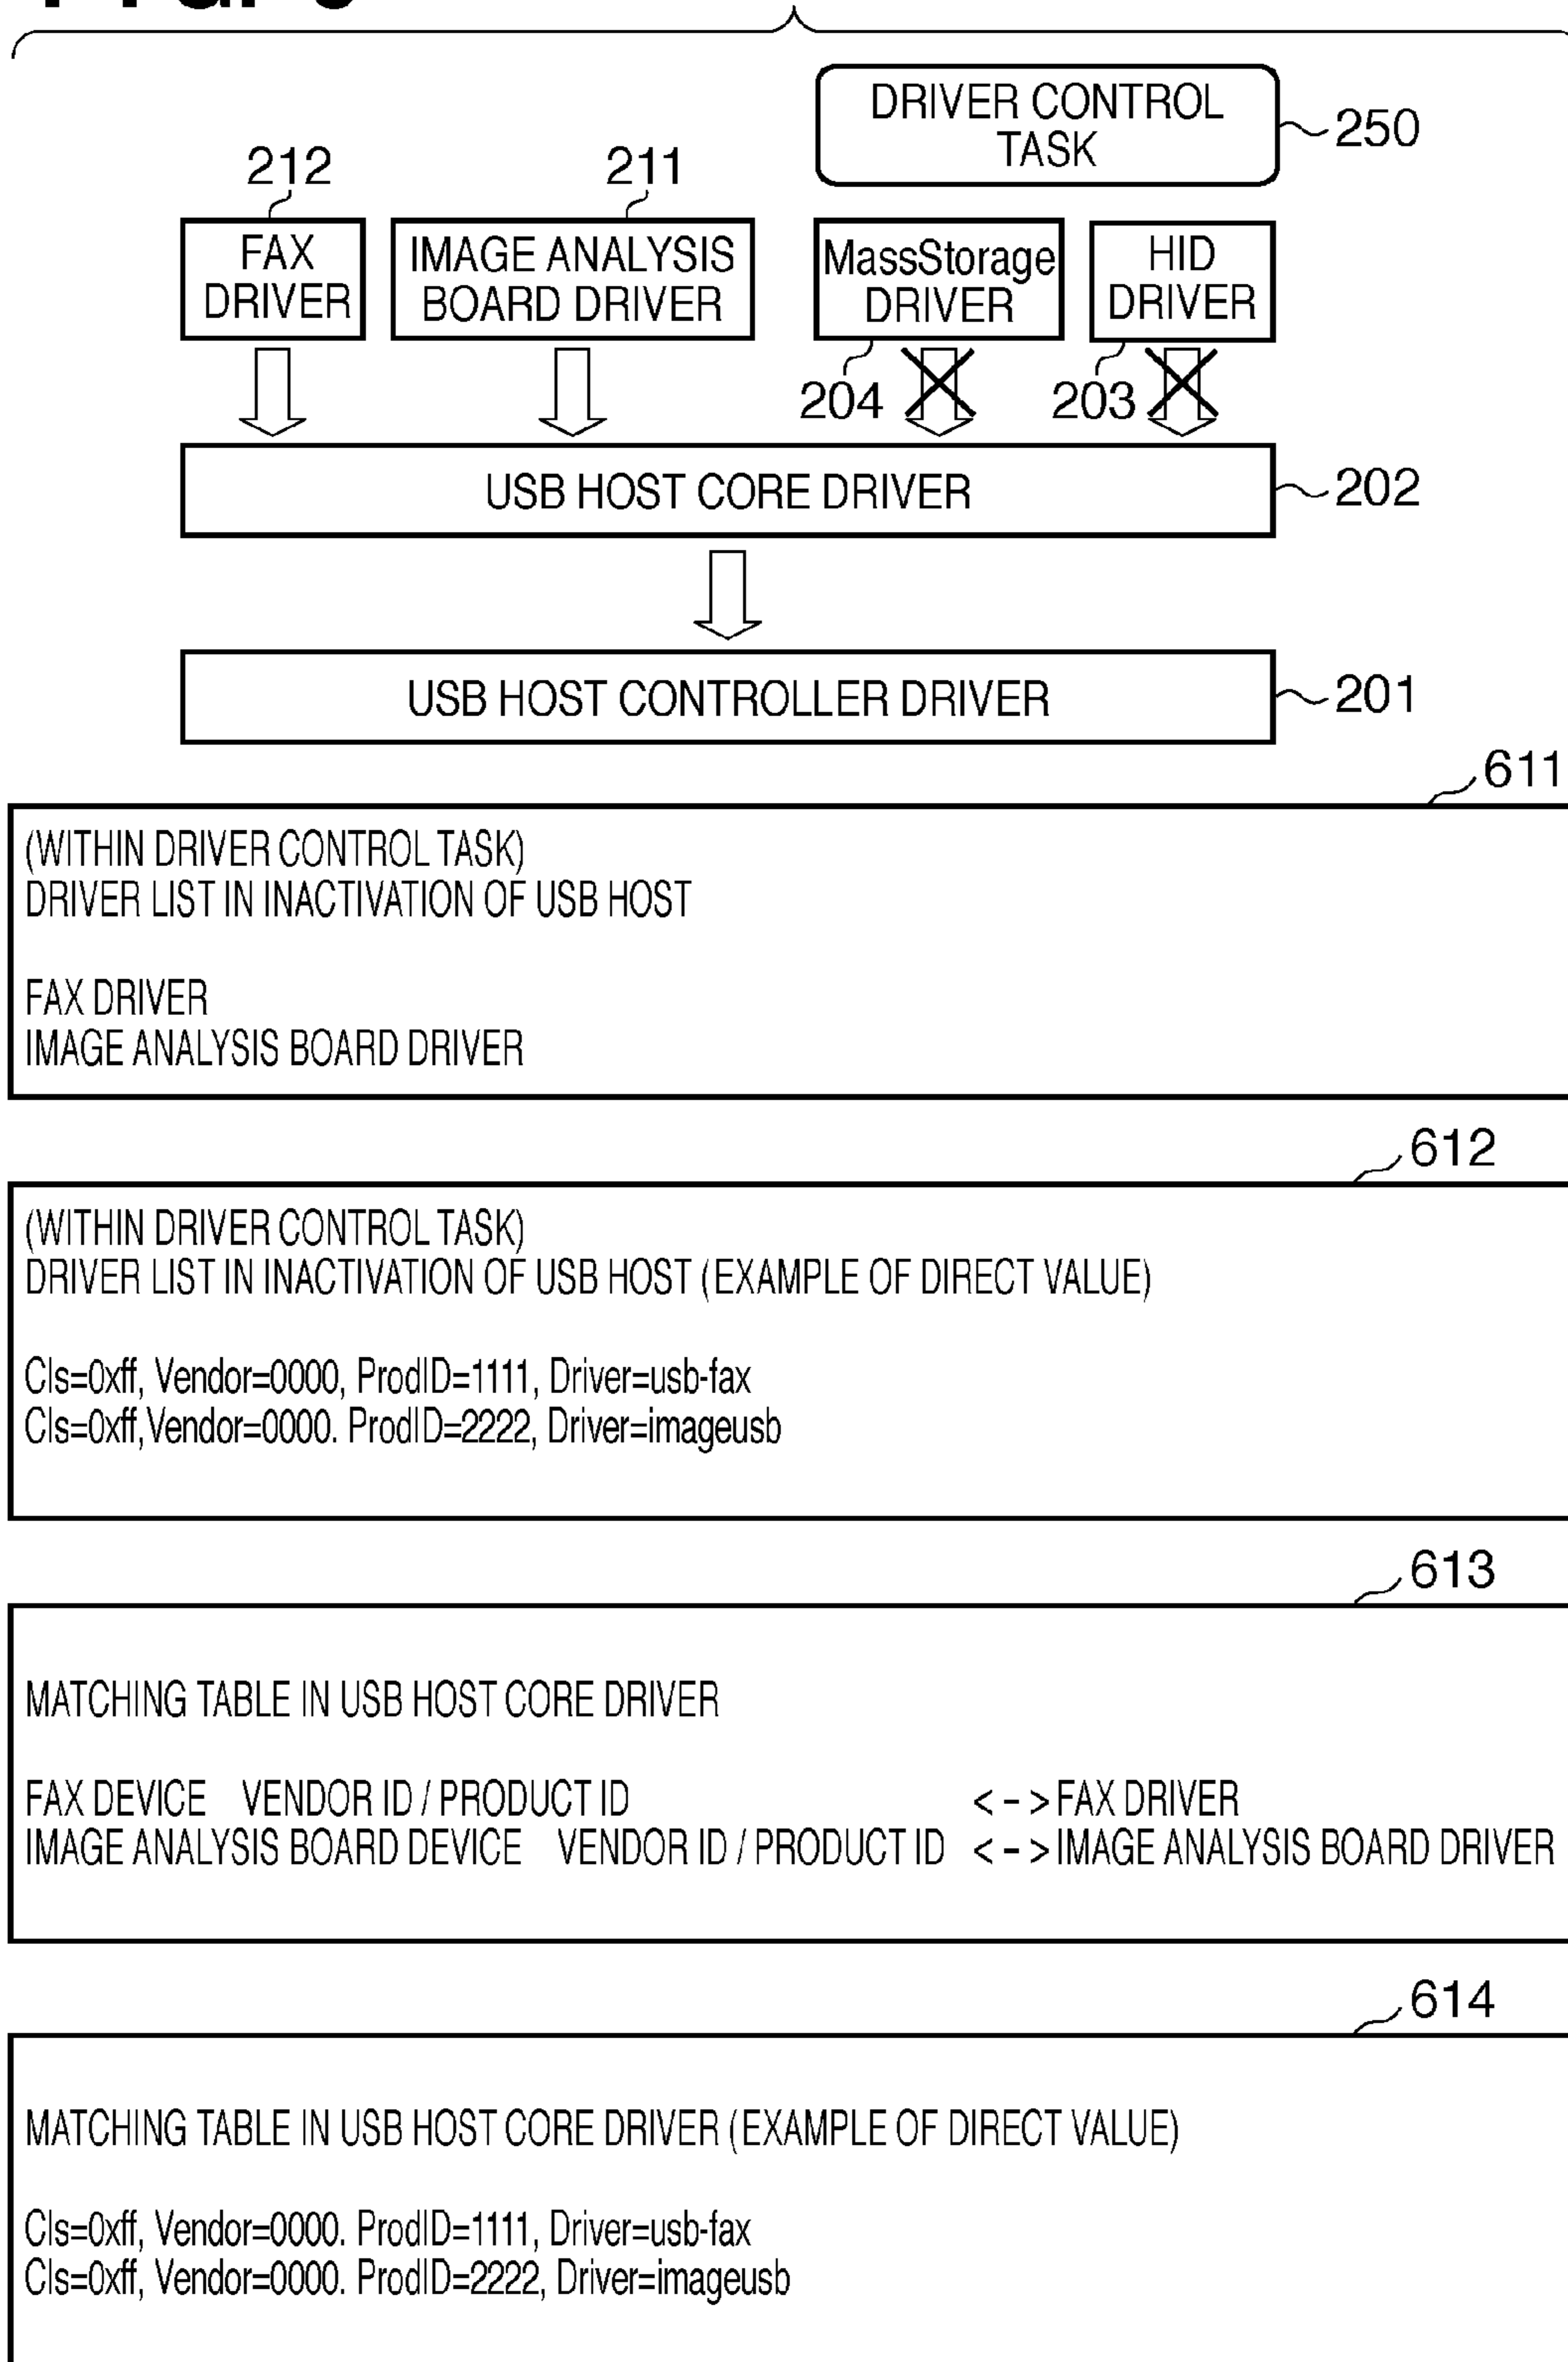 DRIVER CONTROL
TASK
250
212
211
FAX
DRIVER
IMAGE ANALYSIS
BOARD DRIVER
MassStorage
DRIVER
HID
DRIVER
204
203
USB HOST CORE DRIVER
202
USB HOST CONTROLLER DRIVER
201
611
(WITHIN DRIVER CONTROL TASK)
DRIVER LIST IN INACTIVATION OF USB HOST
FAX DRIVER
IMAGE ANALYSIS BOARD DRIVER
612
(WITHIN DRIVER CONTROL TASK)
DRIVER LIST IN INACTIVATION OF USB HOST (EXAMPLE OF DIRECT VALUE)
Cls=0xff, Vendor=0000, ProdID=1111, Driver=usb-fax
Cls=0xff,Vendor=0000. ProdID=2222, Driver=imageusb
613
MATCHING TABLE IN USB HOST CORE DRIVER
FAX DEVICE VENDOR ID / PRODUCT ID < - > FAX DRIVER
IMAGE ANALYSIS BOARD DEVICE VENDOR ID / PRODUCT ID < - > IMAGE ANALYSIS BOARD DRIVER
614
MATCHING TABLE IN USB HOST CORE DRIVER (EXAMPLE OF DIRECT VALUE)
Cls=0xff, Vendor=0000. ProdID=1111, Driver=usb-fax
Cls=0xff, Vendor=0000. ProdID=2222, Driver=imageusb